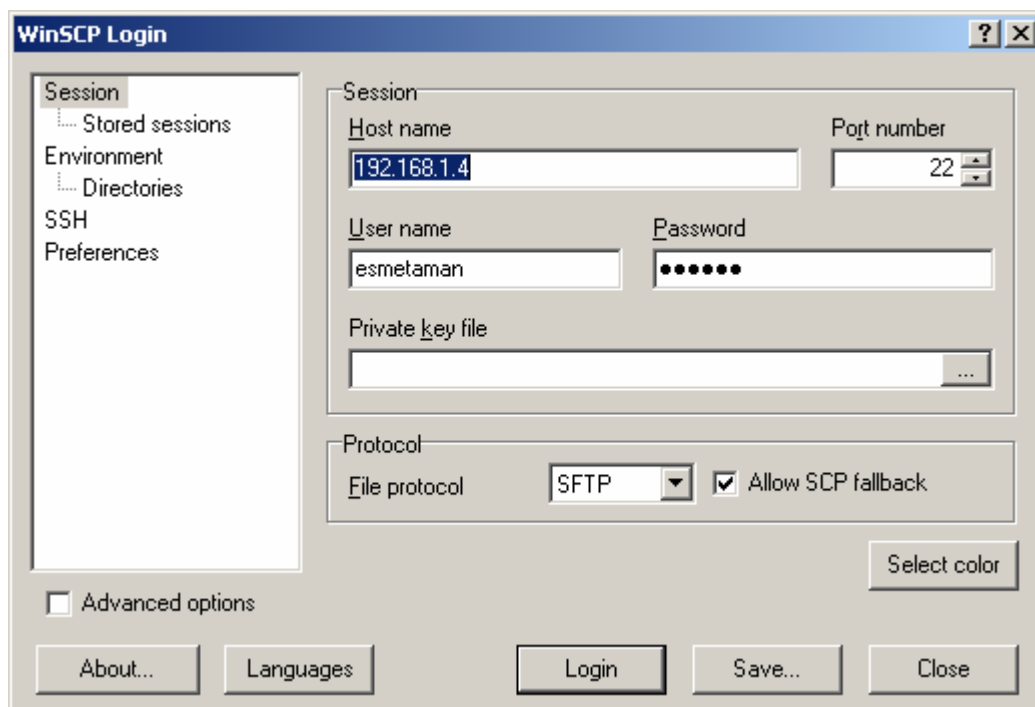 WinSCP Login
Session
Stored sessions
Environment
Directories
SSH
Preferences
Advanced options
Session
Host name
Port number
192.168.1.4
22
User name
Password
esmetaman
••••••
Private key file
...
Protocol
File protocol
SFTP
Allow SCP fallback
Select color
About...
Languages
Login
Save...
Close